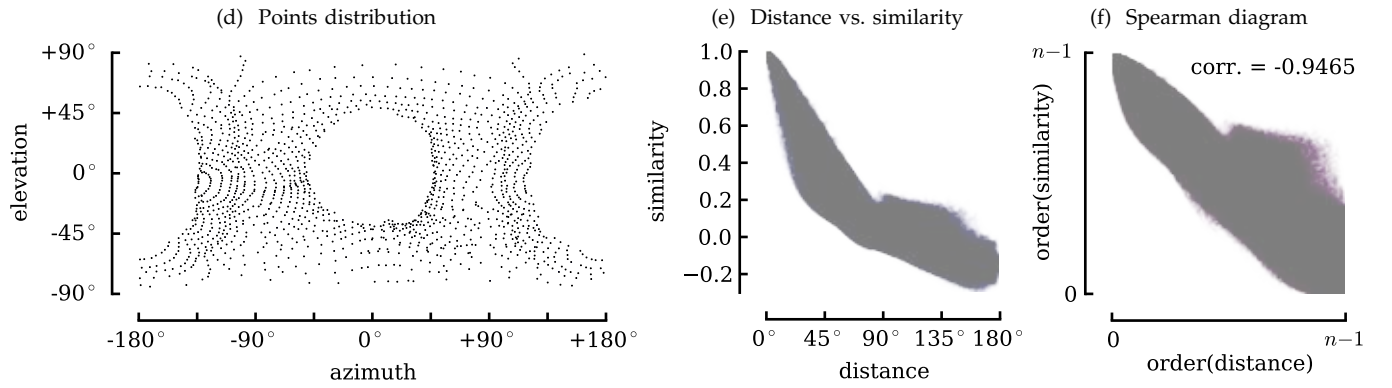 (d) Points distribution
+90°
+45°
0°
-45°
-90°
elevation
-180° -90° 0° +90° +180°
azimuth
(e) Distance vs. similarity
1.0
0.8
0.6
0.4
0.2
0.0
−0.2
similarity
0° 45° 90° 135° 180°
distance
(f) Spearman diagram
n−1
corr. = -0.9465
order(similarity)
0
0 n−1
order(distance)